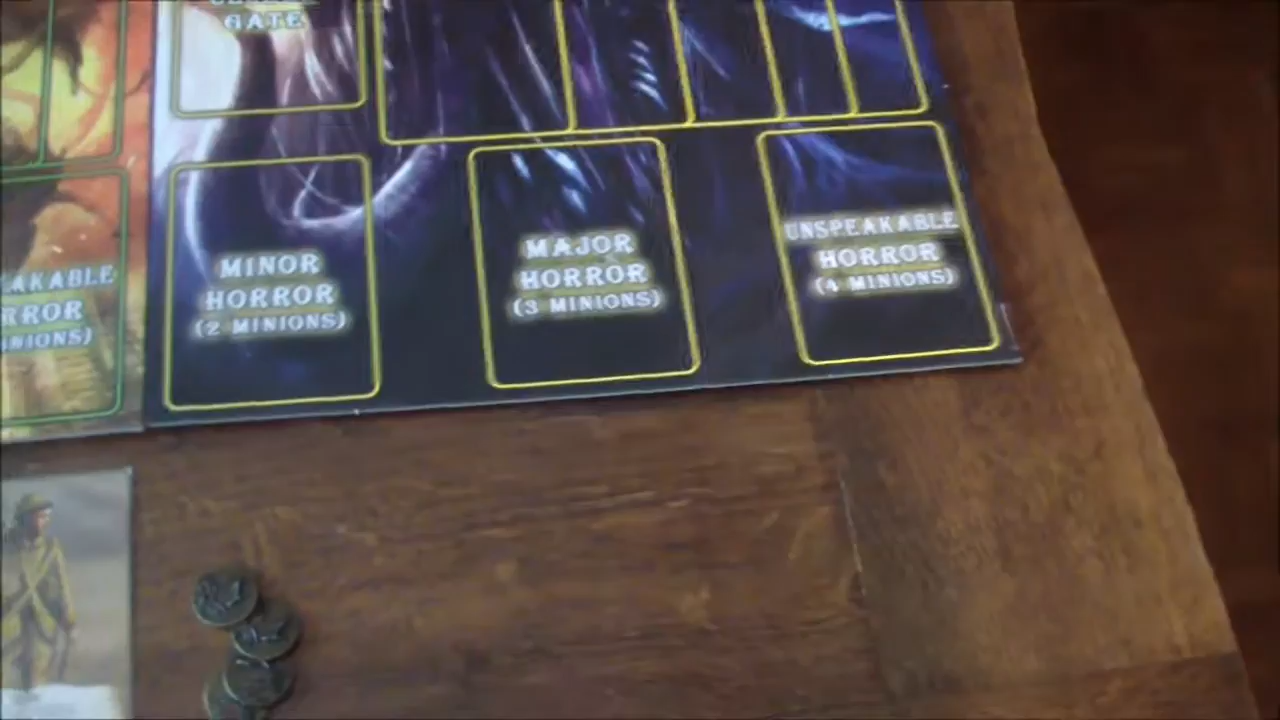 GATE
MINOR
HORROR
(2 MINIONS)
MAJOR
HORROR
(3 MINIONS)
UNSPEAKABLE
HORROR
(4 MINIONS)